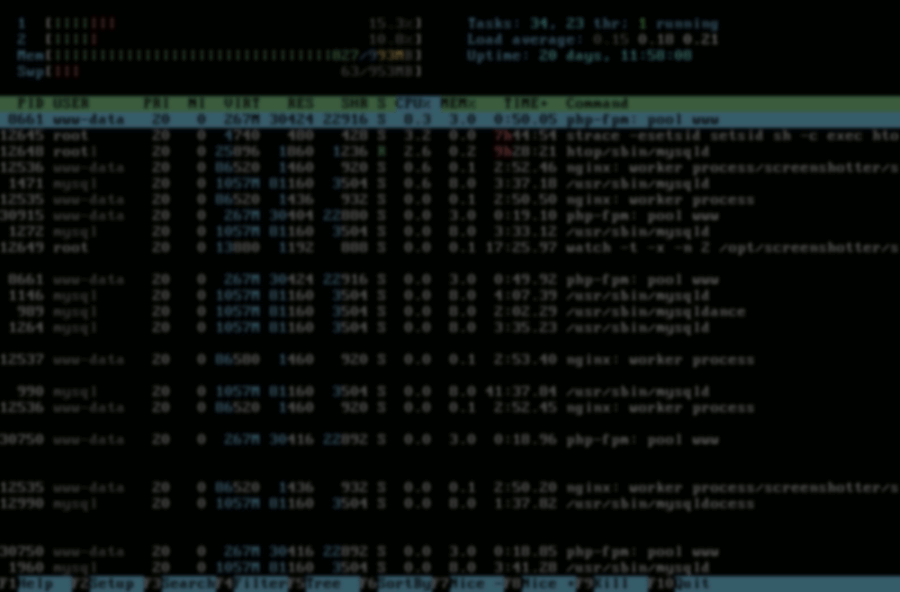 1 [|||||||| 15.3%] Tasks: 34, 23 thr; 1 running
2 [|||||| 10.8%] Load average: 0.15 0.18 0.21
Mem[||||||||||||||||||||||||||||||||827/993MB] Uptime: 20 days, 11:58:08
Swp[||| 63/953MB]
PID USER PRI NI VIRT RES SHR S CPU% MEM% TIME+ Command
8661 www-data 20 0 267M 30424 22916 S 8.3 3.0 0:50.05 php-fpm: pool www
12645 root 20 0 4740 480 428 S 3.2 0.0 7h44:54 strace -esetsid setsid sh -c exec hto
12648 root 20 0 25896 1860 1236 R 2.6 0.2 9h28:21 htop/sbin/mysqld
12536 www-data 20 0 86520 1460 920 S 0.6 0.1 2:52.46 nginx: worker process/screenshotter/s
1471 mysql 20 0 1057M 81160 3504 S 0.6 8.0 3:37.18 /usr/sbin/mysqld
12535 www-data 20 0 86520 1436 932 S 0.0 0.1 2:50.50 nginx: worker process
30915 www-data 20 0 267M 30404 22880 S 0.0 3.0 0:19.10 php-fpm: pool www
1272 mysql 20 0 1057M 81160 3504 S 0.0 8.0 3:33.12 /usr/sbin/mysqld
12649 root 20 0 13880 1192 888 S 0.0 0.1 17:25.97 watch -t -x -n 2 /opt/screenshotter/s
8661 www-data 20 0 267M 30424 22916 S 0.0 3.0 0:49.92 php-fpm: pool www
1146 mysql 20 0 1057M 81160 3504 S 0.0 8.0 4:07.39 /usr/sbin/mysqld
989 mysql 20 0 1057M 81160 3504 S 0.0 8.0 2:02.29 /usr/sbin/mysqldance
1264 mysql 20 0 1057M 81160 3504 S 0.0 8.0 3:35.23 /usr/sbin/mysqld
12537 www-data 20 0 86580 1460 920 S 0.0 0.1 2:53.40 nginx: worker process
990 mysql 20 0 1057M 81160 3504 S 0.0 8.0 41:37.84 /usr/sbin/mysqld
12536 www-data 20 0 86520 1460 920 S 0.0 0.1 2:52.45 nginx: worker process
30750 www-data 20 0 267M 30416 22892 S 0.0 3.0 0:18.96 php-fpm: pool www
12535 www-data 20 0 86520 1436 932 S 0.0 0.1 2:50.20 nginx: worker process/screenshotter/s
12990 mysql 20 0 1057M 81160 3504 S 0.0 8.0 1:37.82 /usr/sbin/mysqldocess
30750 www-data 20 0 267M 30416 22892 S 0.0 3.0 0:18.85 php-fpm: pool www
1960 mysql 20 0 1057M 81160 3504 S 0.0 8.0 3:41.28 /usr/sbin/mysqld
F1Help F2Setup F3SearchF4FilterF5Tree F6SortByF7Nice -F8Nice +F9Kill F10Quit